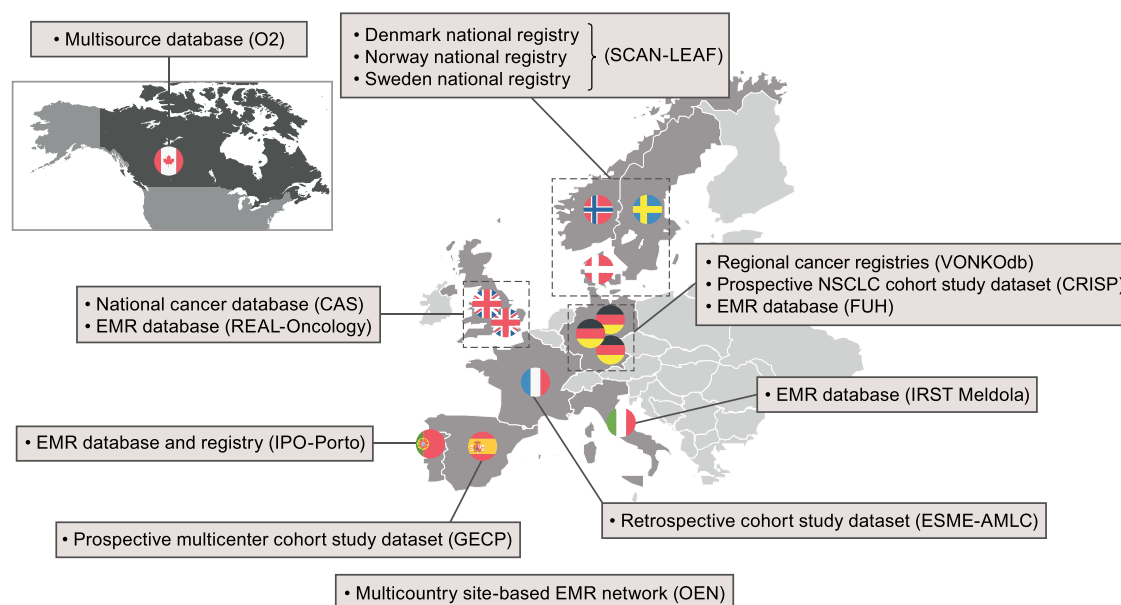 • Multisource database (O2)
• Denmark national registry
• Norway national registry
• Sweden national registry
(SCAN-LEAF)
• Regional cancer registries (VONKOdb)
• Prospective NSCLC cohort study dataset (CRISP)
• EMR database (FUH)
• National cancer database (CAS)
• EMR database (REAL-Oncology)
• EMR database (IRST Meldola)
• EMR database and registry (IPO-Porto)
• Retrospective cohort study dataset (ESME-AMLC)
• Prospective multicenter cohort study dataset (GECP)
• Multicountry site-based EMR network (OEN)